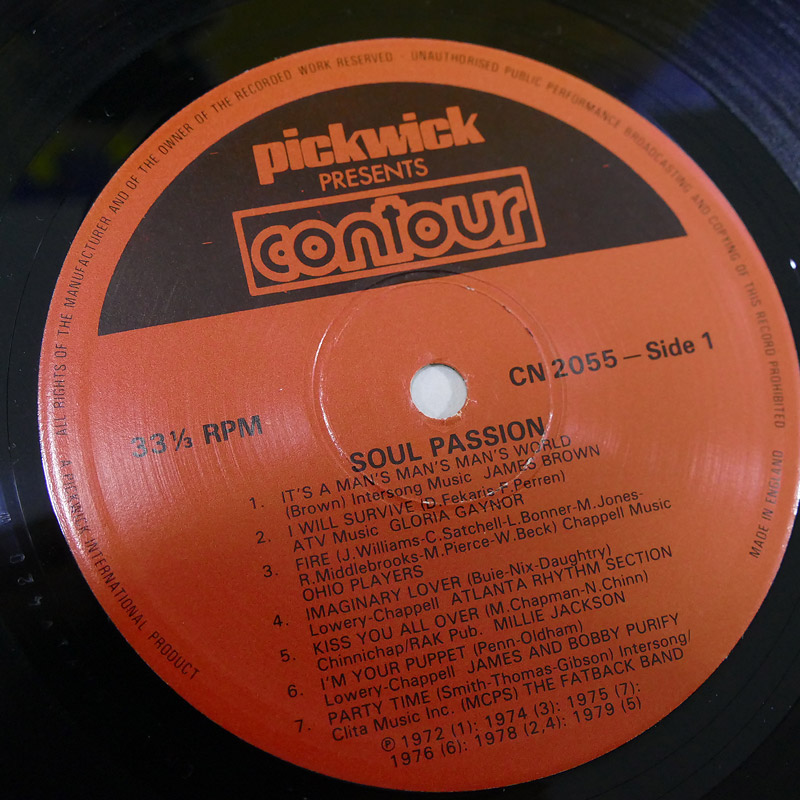 ALL RIGHTS OF THE MANUFACTURER AND OF THE OWNER OF THE RECORDED WORK RESERVED · UNAUTHORISED PUBLIC PERFORMANCE BROADCASTING AND COPYING OF THIS RECORD PROHIBITED
pickwick
PRESENTS
contour
CN 2055 – Side 1
33⅓ RPM
SOUL PASSION
1. IT'S A MAN'S MAN'S MAN'S WORLD
(Brown) Intersong Music JAMES BROWN
2. I WILL SURVIVE (D.Fekaris-F.Perren)
ATV Music GLORIA GAYNOR
3. FIRE (J.Williams-C.Satchell-L.Bonner-M.Jones-
R.Middlebrooks-M.Pierce-W.Beck) Chappell Music
OHIO PLAYERS
4. IMAGINARY LOVER (Buie-Nix-Daughtry)
Lowery-Chappell ATLANTA RHYTHM SECTION
5. KISS YOU ALL OVER (M.Chapman-N.Chinn)
Chinnichap/RAK Pub. MILLIE JACKSON
6. I'M YOUR PUPPET (Penn-Oldham)
Lowery-Chappell JAMES AND BOBBY PURIFY
7. PARTY TIME (Smith-Thomas-Gibson) Intersong/
Clita Music Inc. (MCPS) THE FATBACK BAND
℗ 1972 (1): 1974 (3): 1975 (7):
1976 (6): 1978 (2,4): 1979 (5)
A PICKWICK INTERNATIONAL PRODUCT
MADE IN ENGLAND